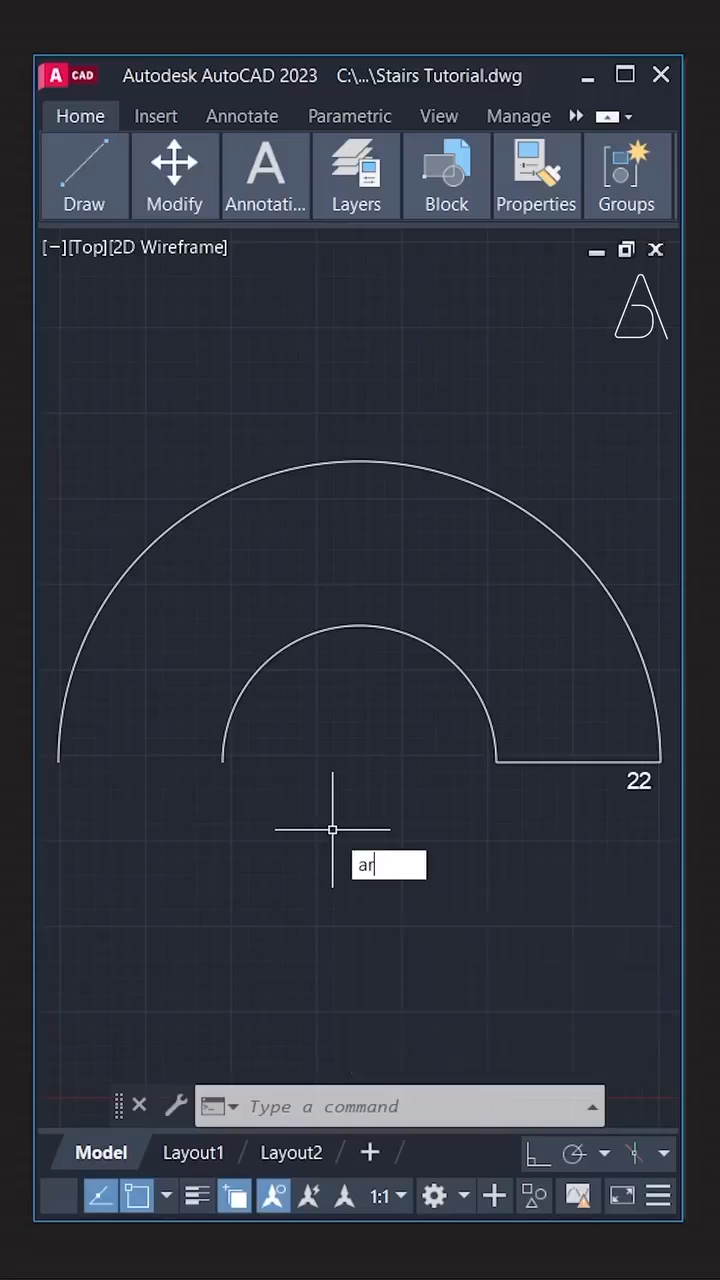 A CAD Autodesk AutoCAD 2023 C:\...\Stairs Tutorial.dwg
Home Insert Annotate Parametric View Manage
Draw Modify Annotati... Layers Block Properties Groups
[−][Top][2D Wireframe]
22
ar
Type a command
Model Layout1 Layout2
1:1